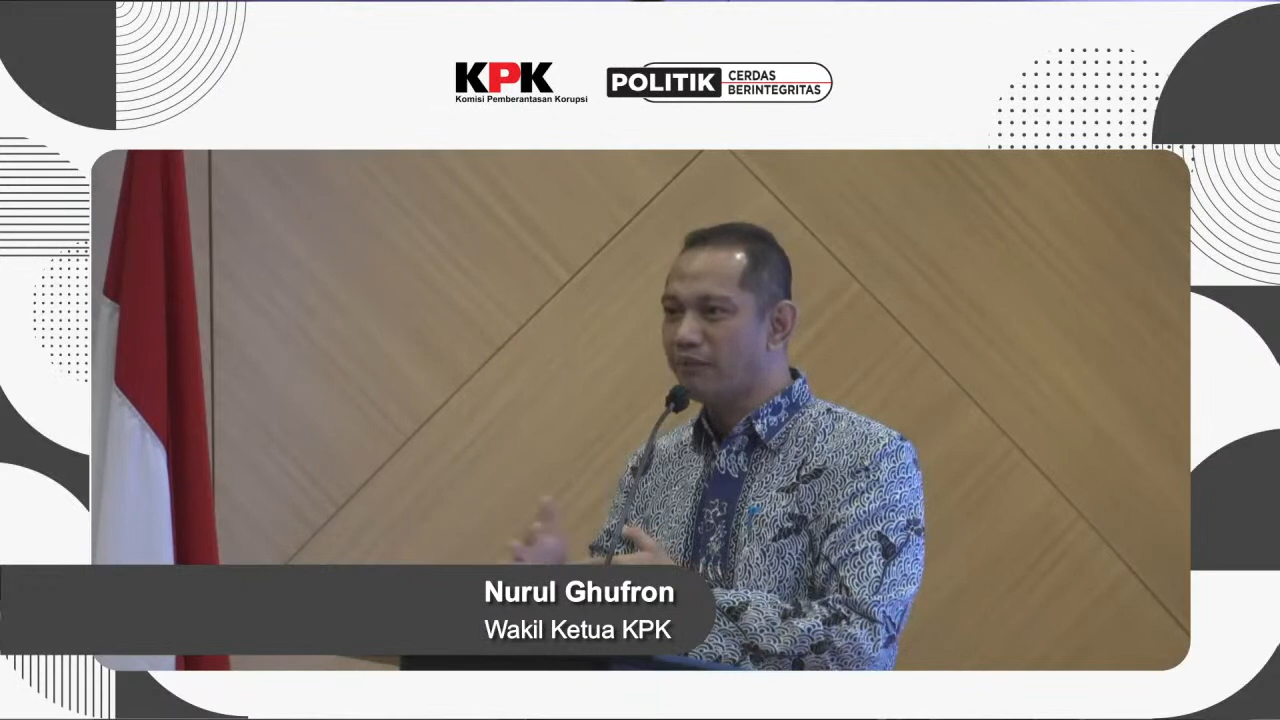 KPK
Komisi Pemberantasan Korupsi
POLITIK
CERDAS
BERINTEGRITAS
Nurul Ghufron
Wakil Ketua KPK